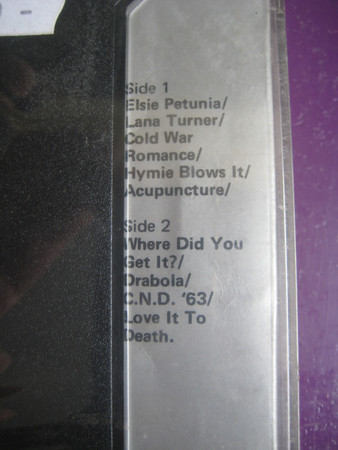 Side 1
Elsie Petunia/
Lana Turner/
Cold War
Romance/
Hymie Blows It/
Acupuncture/
Side 2
Where Did You
Get It?/
Drabola/
C.N.D. '63/
Love It To
Death.